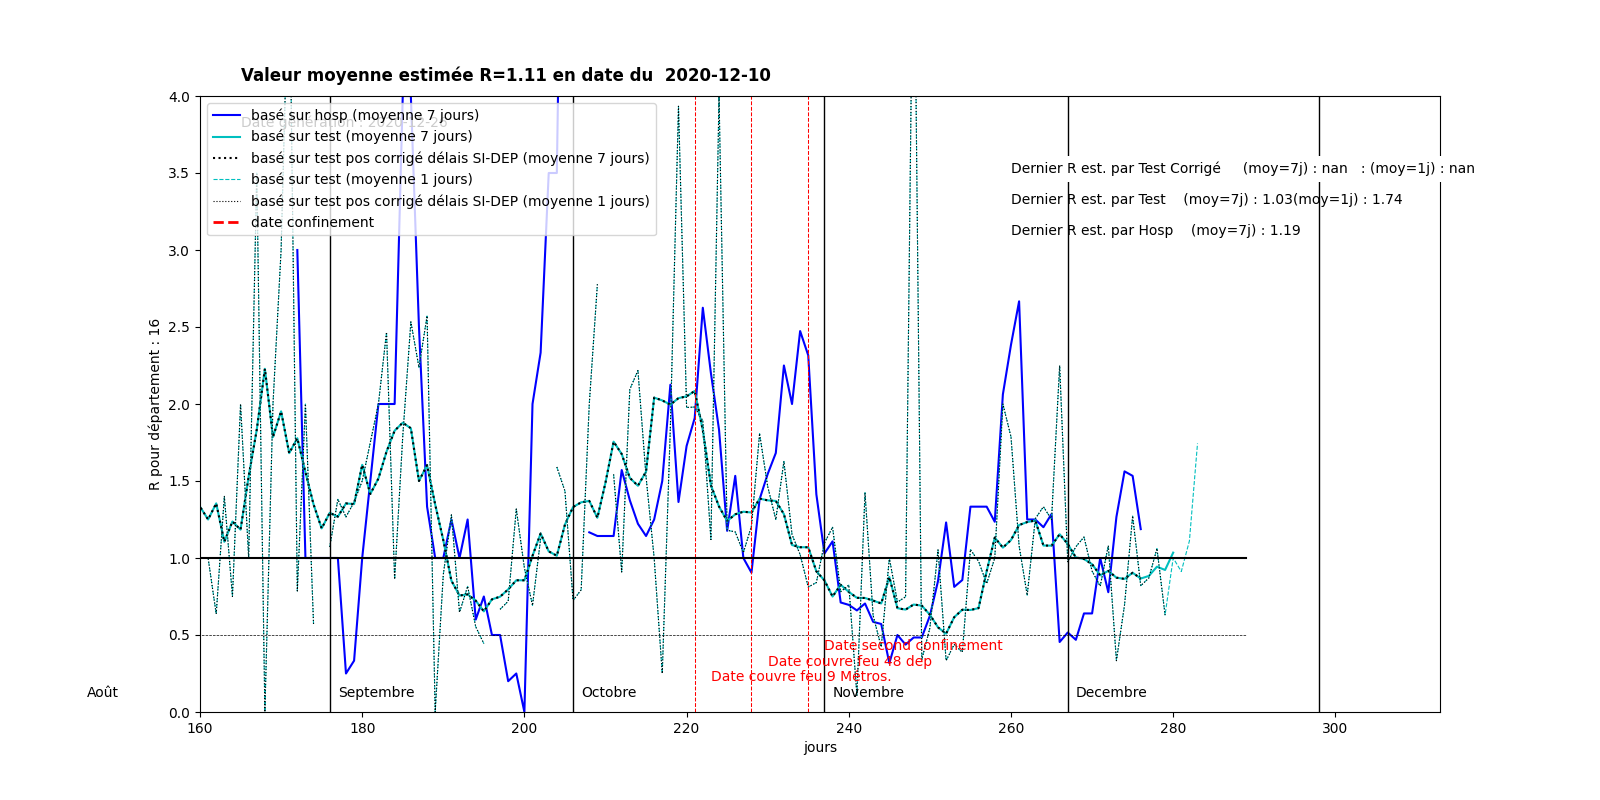 Valeur moyenne estimée R=1.11 en date du  2020-12-10
4.0
3.5
3.0
2.5
2.0
1.5
1.0
0.5
0.0
R pour département : 16
basé sur hosp (moyenne 7 jours)
basé sur test (moyenne 7 jours)
basé sur test pos corrigé délais SI-DEP (moyenne 7 jours)
basé sur test (moyenne 1 jours)
basé sur test pos corrigé délais SI-DEP (moyenne 1 jours)
date confinement
Dernier R est. par Test Corrigé     (moy=7j) : nan   : (moy=1j) : nan
Dernier R est. par Test    (moy=7j) : 1.03(moy=1j) : 1.74
Dernier R est. par Hosp    (moy=7j) : 1.19
Date second confinement
Date couvre feu 48 dep
Date couvre feu 9 Métros.
Août Septembre Octobre Novembre Decembre
160 180 200 220 240 260 280 300
jours